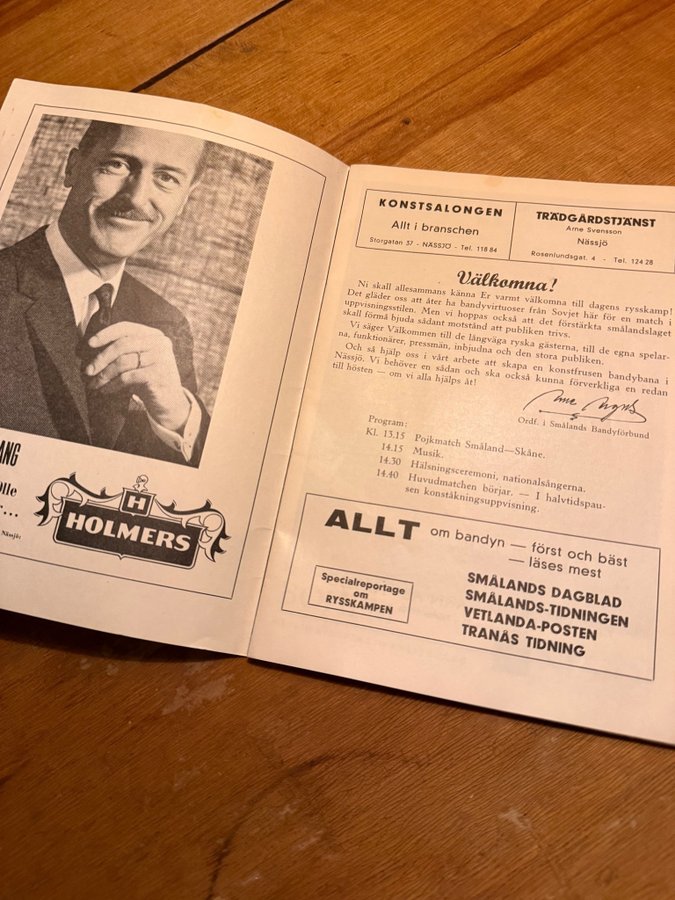 ANG
Olle
r...
Nässjö:
H
HOLMERS
KONSTSALONGEN
Allt i branschen
Storgatan 37 - NÄSSJÖ - Tel. 118 84
TRÄDGÅRDSTJÄNST
Arne Svensson
Nässjö
Rosenlundsgat. 4 - Tel. 124 28
Välkomna!
Ni skall allesammans känna Er varmt välkomna till dagens rysskamp!
Det gläder oss att åter ha bandyvirtuoser från Sovjet här för en match i
uppvisningsstilen. Men vi hoppas också att det förstärkta smålandslaget
skall förmå bjuda sådant motstånd att publiken trivs.
Vi säger Välkommen till de långväga ryska gästerna, till de egna spelar-
na, funktionärer, pressmän, inbjudna och den stora publiken.
Och så hjälp oss i vårt arbete att skapa en konstfrusen bandybana i
Nässjö. Vi behöver en sådan och ska också kunna förverkliga en redan
till hösten — om vi alla hjälps åt!
Ordf. i Smålands Bandyförbund
Program:
Kl. 13.15 Pojkmatch Småland—Skåne.
14.15 Musik.
14.30 Hälsningsceremoni, nationalsångerna.
14.40 Huvudmatchen börjar. — I halvtidspau-
sen konståkningsuppvisning.
ALLT om bandyn — först och bäst
— läses mest
Specialreportage
om
RYSSKAMPEN
SMÅLANDS DAGBLAD
SMÅLANDS-TIDNINGEN
VETLANDA-POSTEN
TRANÅS TIDNING